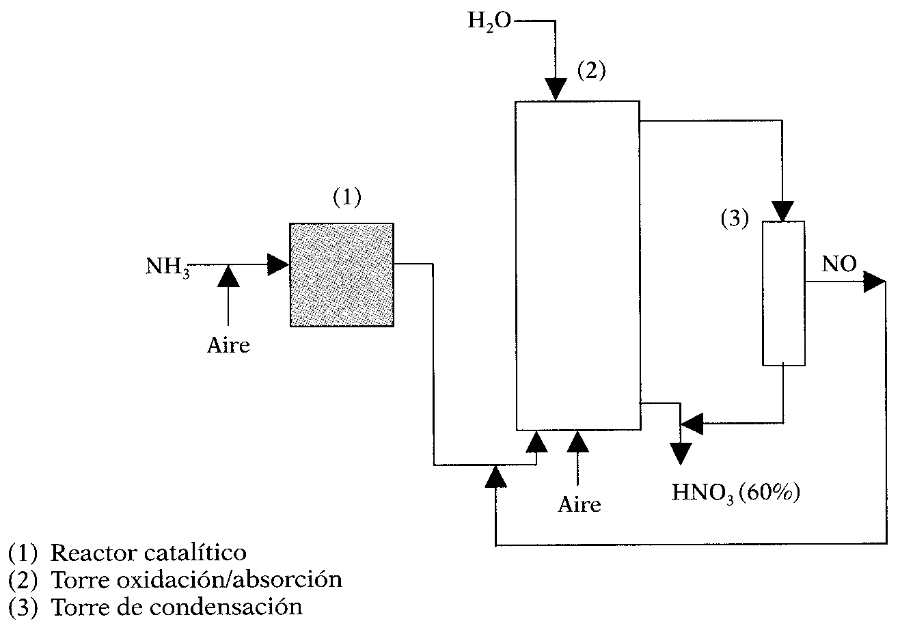 H₂O
(2)
(1)
(3)
NH₃
NO
Aire
Aire
HNO₃ (60%)
(1) Reactor catalítico
(2) Torre oxidación/absorción
(3) Torre de condensación